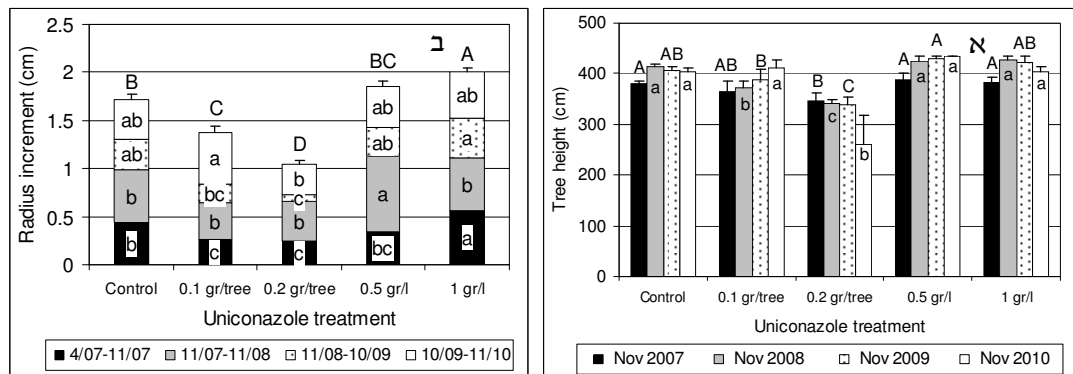 ב
Radius increment (cm)
2.5
2
1.5
1
0.5
0
B
C
D
BC
A
ab
a
b
ab
ab
ab
bc
c
ab
a
b
b
b
a
b
b
c
c
bc
a
Control
0.1 gr/tree
0.2 gr/tree
0.5 gr/l
1 gr/l
Uniconazole treatment
4/07-11/07
11/07-11/08
11/08-10/09
10/09-11/10
א
Tree height (cm)
500
400
300
200
100
0
A
AB
AB
B
B
C
A
A
A
AB
a
a
b
a
c
b
a
a
a
a
Control
0.1 gr/tree
0.2 gr/tree
0.5 gr/l
1 gr/l
Uniconazole treatment
Nov 2007
Nov 2008
Nov 2009
Nov 2010